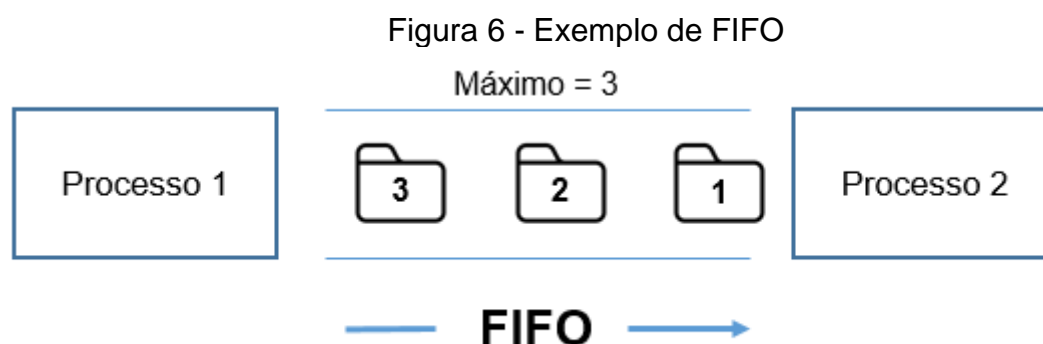 Figura 6 - Exemplo de FIFO
Máximo = 3
Processo 1
3
2
1
Processo 2
FIFO